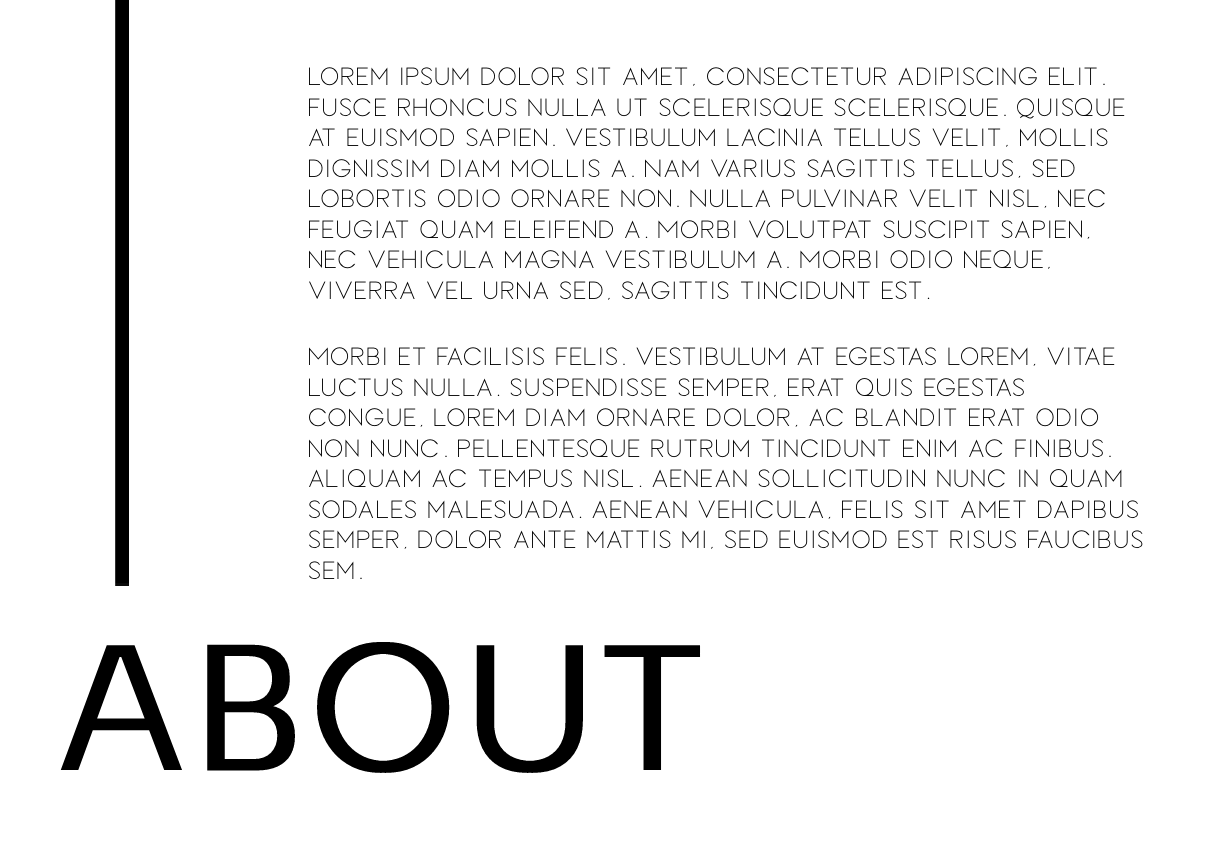 LOREM IPSUM DOLOR SIT AMET, CONSECTETUR ADIPISCING ELIT.
FUSCE RHONCUS NULLA UT SCELERISQUE SCELERISQUE. QUISQUE
AT EUISMOD SAPIEN. VESTIBULUM LACINIA TELLUS VELIT, MOLLIS
DIGNISSIM DIAM MOLLIS A. NAM VARIUS SAGITTIS TELLUS, SED
LOBORTIS ODIO ORNARE NON. NULLA PULVINAR VELIT NISL, NEC
FEUGIAT QUAM ELEIFEND A. MORBI VOLUTPAT SUSCIPIT SAPIEN,
NEC VEHICULA MAGNA VESTIBULUM A. MORBI ODIO NEQUE,
VIVERRA VEL URNA SED, SAGITTIS TINCIDUNT EST.
MORBI ET FACILISIS FELIS. VESTIBULUM AT EGESTAS LOREM, VITAE
LUCTUS NULLA. SUSPENDISSE SEMPER, ERAT QUIS EGESTAS
CONGUE, LOREM DIAM ORNARE DOLOR, AC BLANDIT ERAT ODIO
NON NUNC. PELLENTESQUE RUTRUM TINCIDUNT ENIM AC FINIBUS.
ALIQUAM AC TEMPUS NISL. AENEAN SOLLICITUDIN NUNC IN QUAM
SODALES MALESUADA. AENEAN VEHICULA, FELIS SIT AMET DAPIBUS
SEMPER, DOLOR ANTE MATTIS MI, SED EUISMOD EST RISUS FAUCIBUS
SEM.
ABOUT